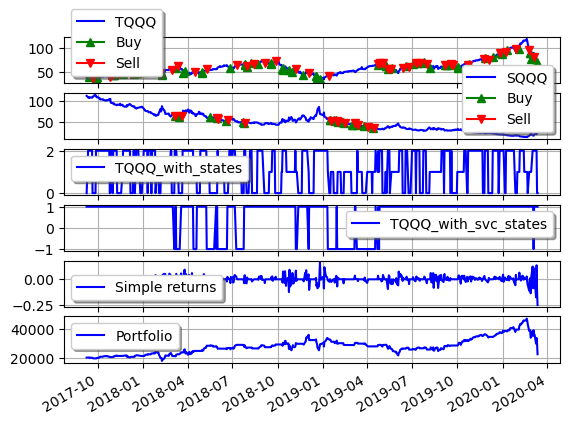 TQQQ
Buy
Sell
100
50
SQQQ
Buy
Sell
100
50
2
0
TQQQ_with_states
1
0
−1
TQQQ_with_svc_states
0.00
−0.25
Simple returns
40000
20000
Portfolio
2017-10
2018-01
2018-04
2018-07
2018-10
2019-01
2019-04
2019-07
2019-10
2020-01
2020-04